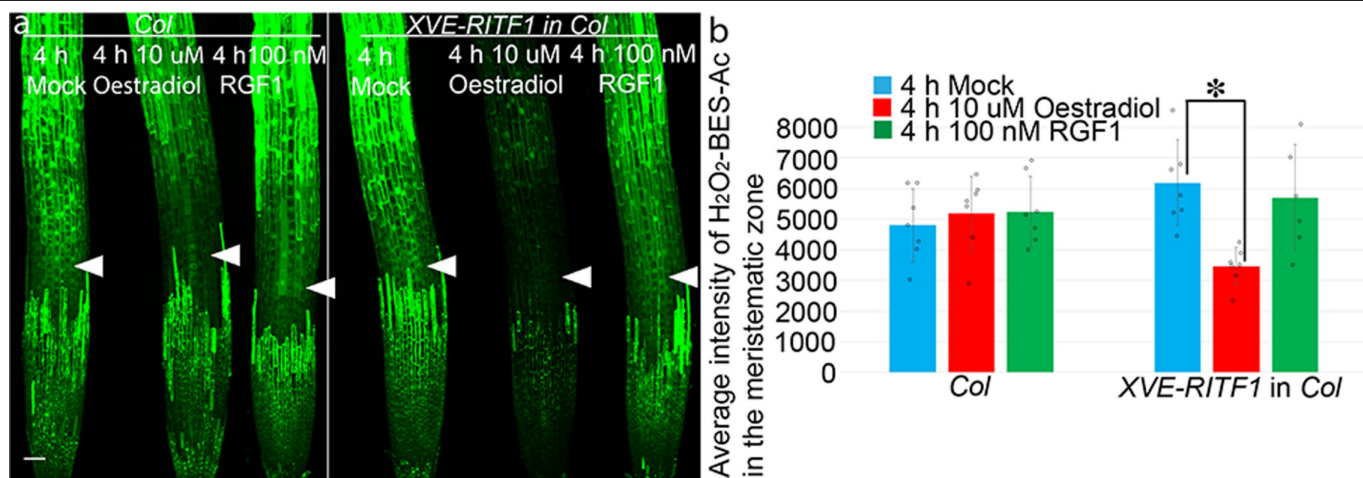 a
Col
XVE-RITF1 in Col
4 h 4 h 10 uM 4 h100 nM
Mock Oestradiol RGF1
4 h 4 h 10 uM 4 h 100 nM
Mock Oestradiol RGF1
b
Average intensity of H2O2-BES-Ac
in the meristematic zone
4 h Mock
4 h 10 uM Oestradiol
4 h 100 nM RGF1
*
8000
7000
6000
5000
4000
3000
2000
1000
0
Col
XVE-RITF1 in Col